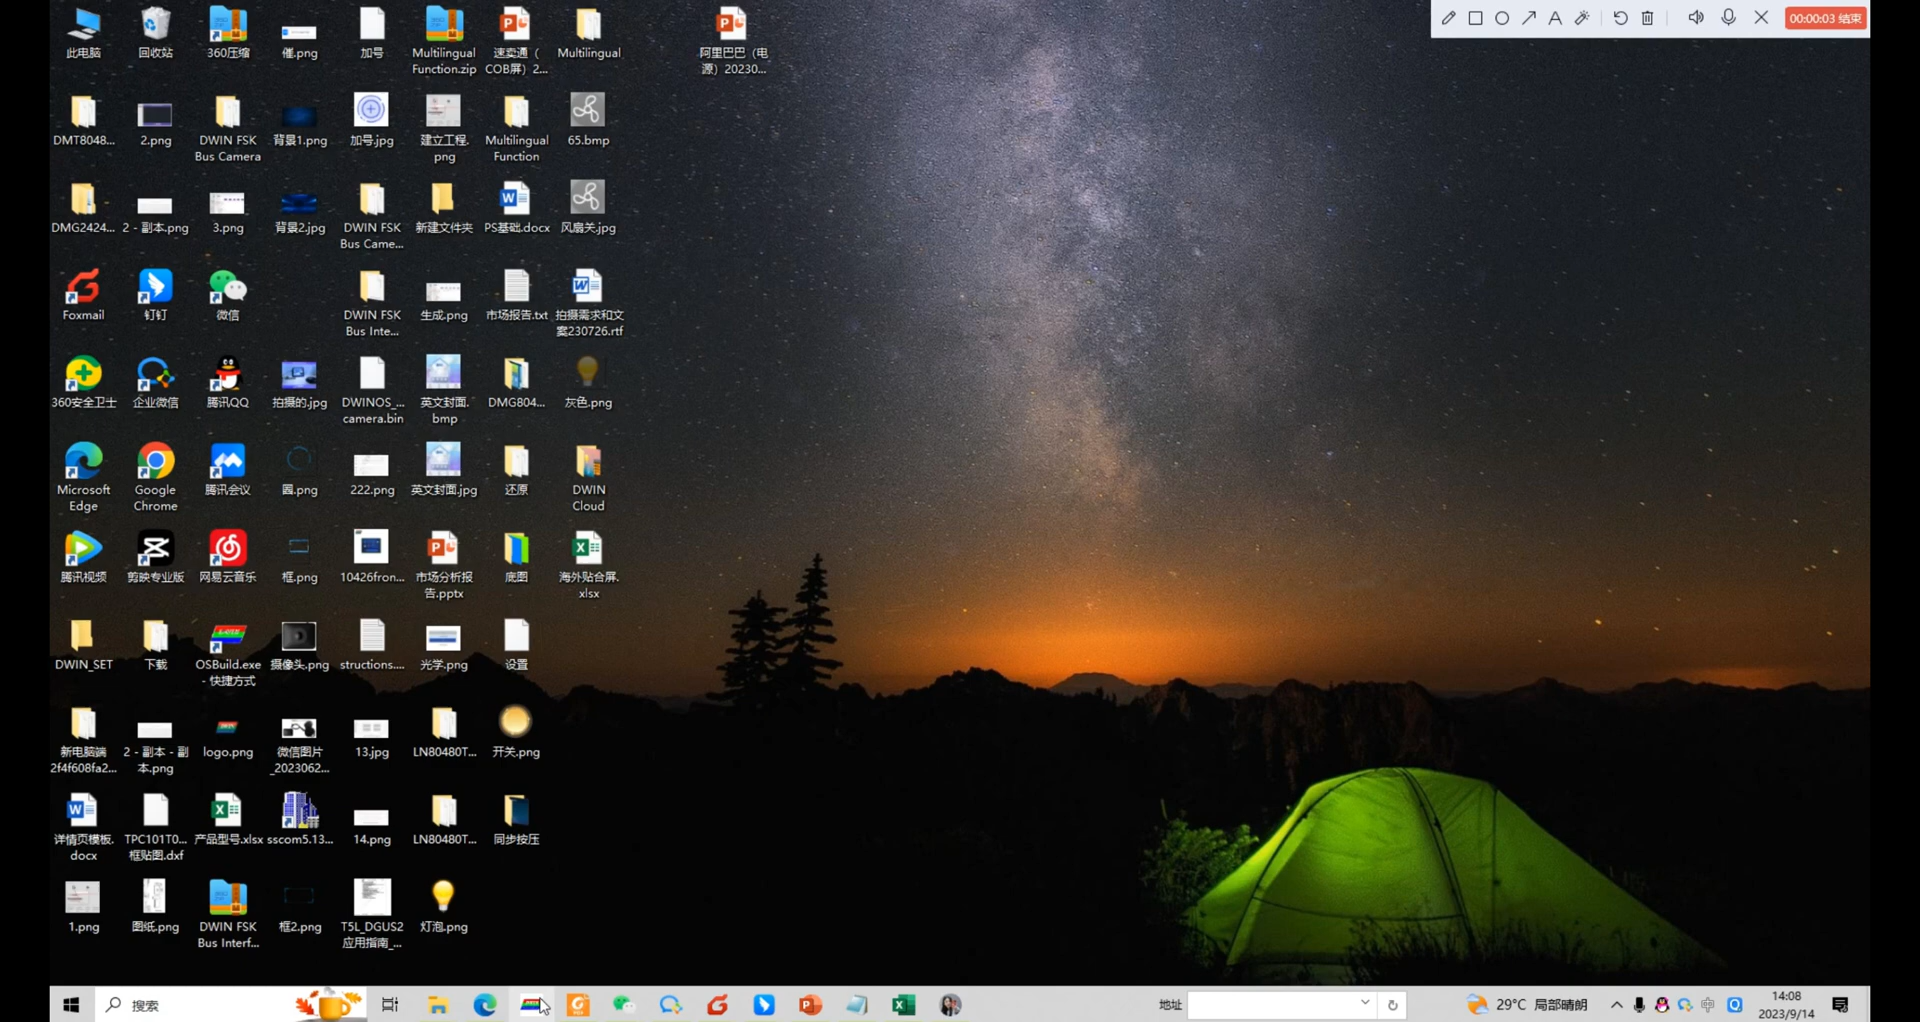 00:00:03 结束
此电脑
回收站
360压缩
催.png
加号
Multilingual
Function.zip
速卖通（
COB屏）2...
Multilingual
阿里巴巴（电
源）20230...
DMT8048...
2.png
DWIN FSK
Bus Camera
背景1.png
加号.jpg
建立工程.
png
Multilingual
Function
65.bmp
DMG2424...
2 - 副本.png
3.png
背景2.jpg
DWIN FSK
Bus Came...
新建文件夹
PS基础.docx
风扇关.jpg
Foxmail
钉钉
微信
DWIN FSK
Bus Inte...
生成.png
市场报告.txt
拍摄需求和文
案230726.rtf
360安全卫士
企业微信
腾讯QQ
拍摄的.jpg
DWINOS_...
camera.bin
英文封面.
bmp
DMG804...
灰色.png
Microsoft
Edge
Google
Chrome
腾讯会议
圆.png
222.png
英文封面.jpg
还原
DWIN
Cloud
腾讯视频
剪映专业版
网易云音乐
框.png
10426fron...
市场分析报
告.pptx
底图
海外贴合屏.
xlsx
DWIN_SET
下载
OSBuild.exe
- 快捷方式
摄像头.png
structions....
光学.png
设置
新电脑端
2f4f608fa2...
2 - 副本 - 副
本.png
logo.png
微信图片
_2023062...
13.jpg
LN80480T...
开关.png
详情页模板.
docx
TPC101T0...
框贴图.dxf
产品型号.xlsx
sscom5.13...
14.png
LN80480T...
同步按压
1.png
图纸.png
DWIN FSK
Bus Interf...
框2.png
T5L_DGUS2
应用指南_...
灯泡.png
搜索
地址
29°C 局部晴朗
14:08
2023/9/14